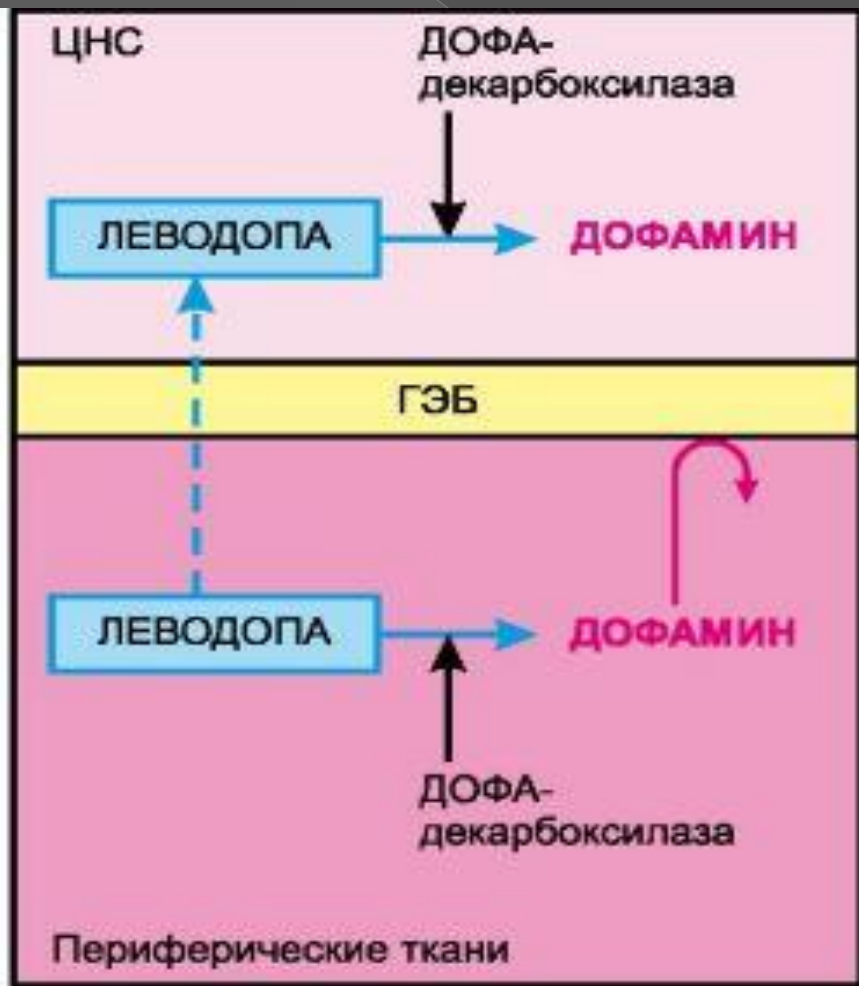 ЦНС
ДОФА-
декарбоксилаза
ЛЕВОДОПА
ДОФАМИН
ГЭБ
ЛЕВОДОПА
ДОФАМИН
ДОФА-
декарбоксилаза
Периферические ткани